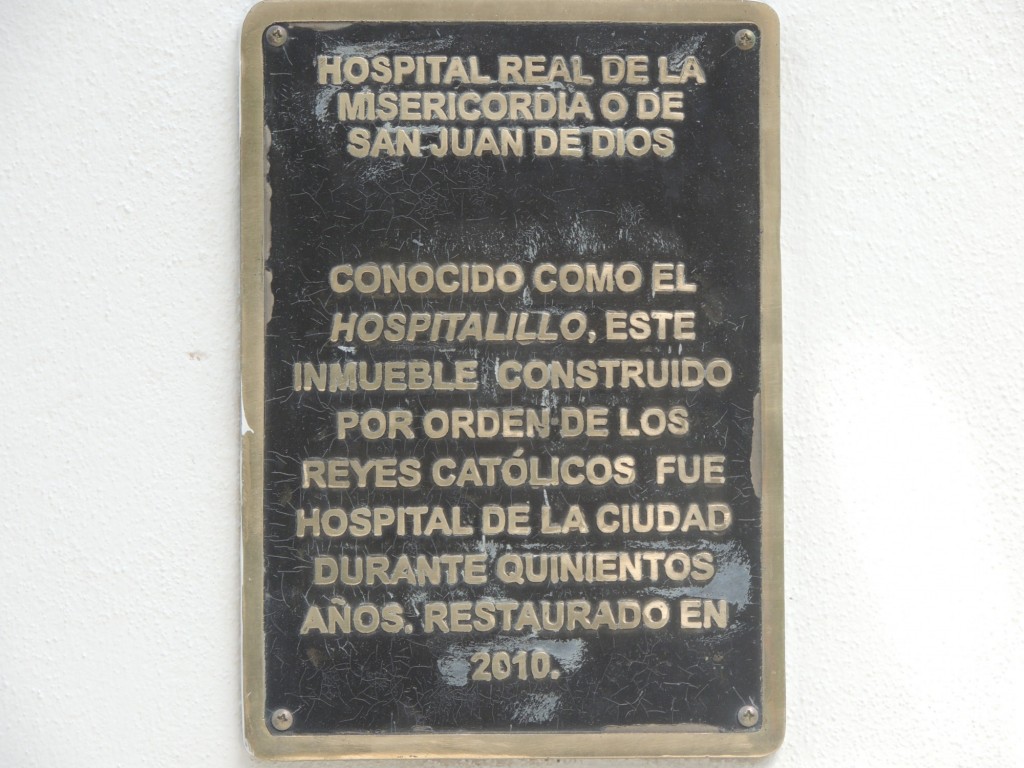 HOSPITAL REAL DE LA
MISERICORDIA O DE
SAN JUAN DE DIOS
CONOCIDO COMO EL
HOSPITALILLO, ESTE
INMUEBLE CONSTRUIDO
POR ORDEN DE LOS
REYES CATÓLICOS FUE
HOSPITAL DE LA CIUDAD
DURANTE QUINIENTOS
AÑOS. RESTAURADO EN
2010.